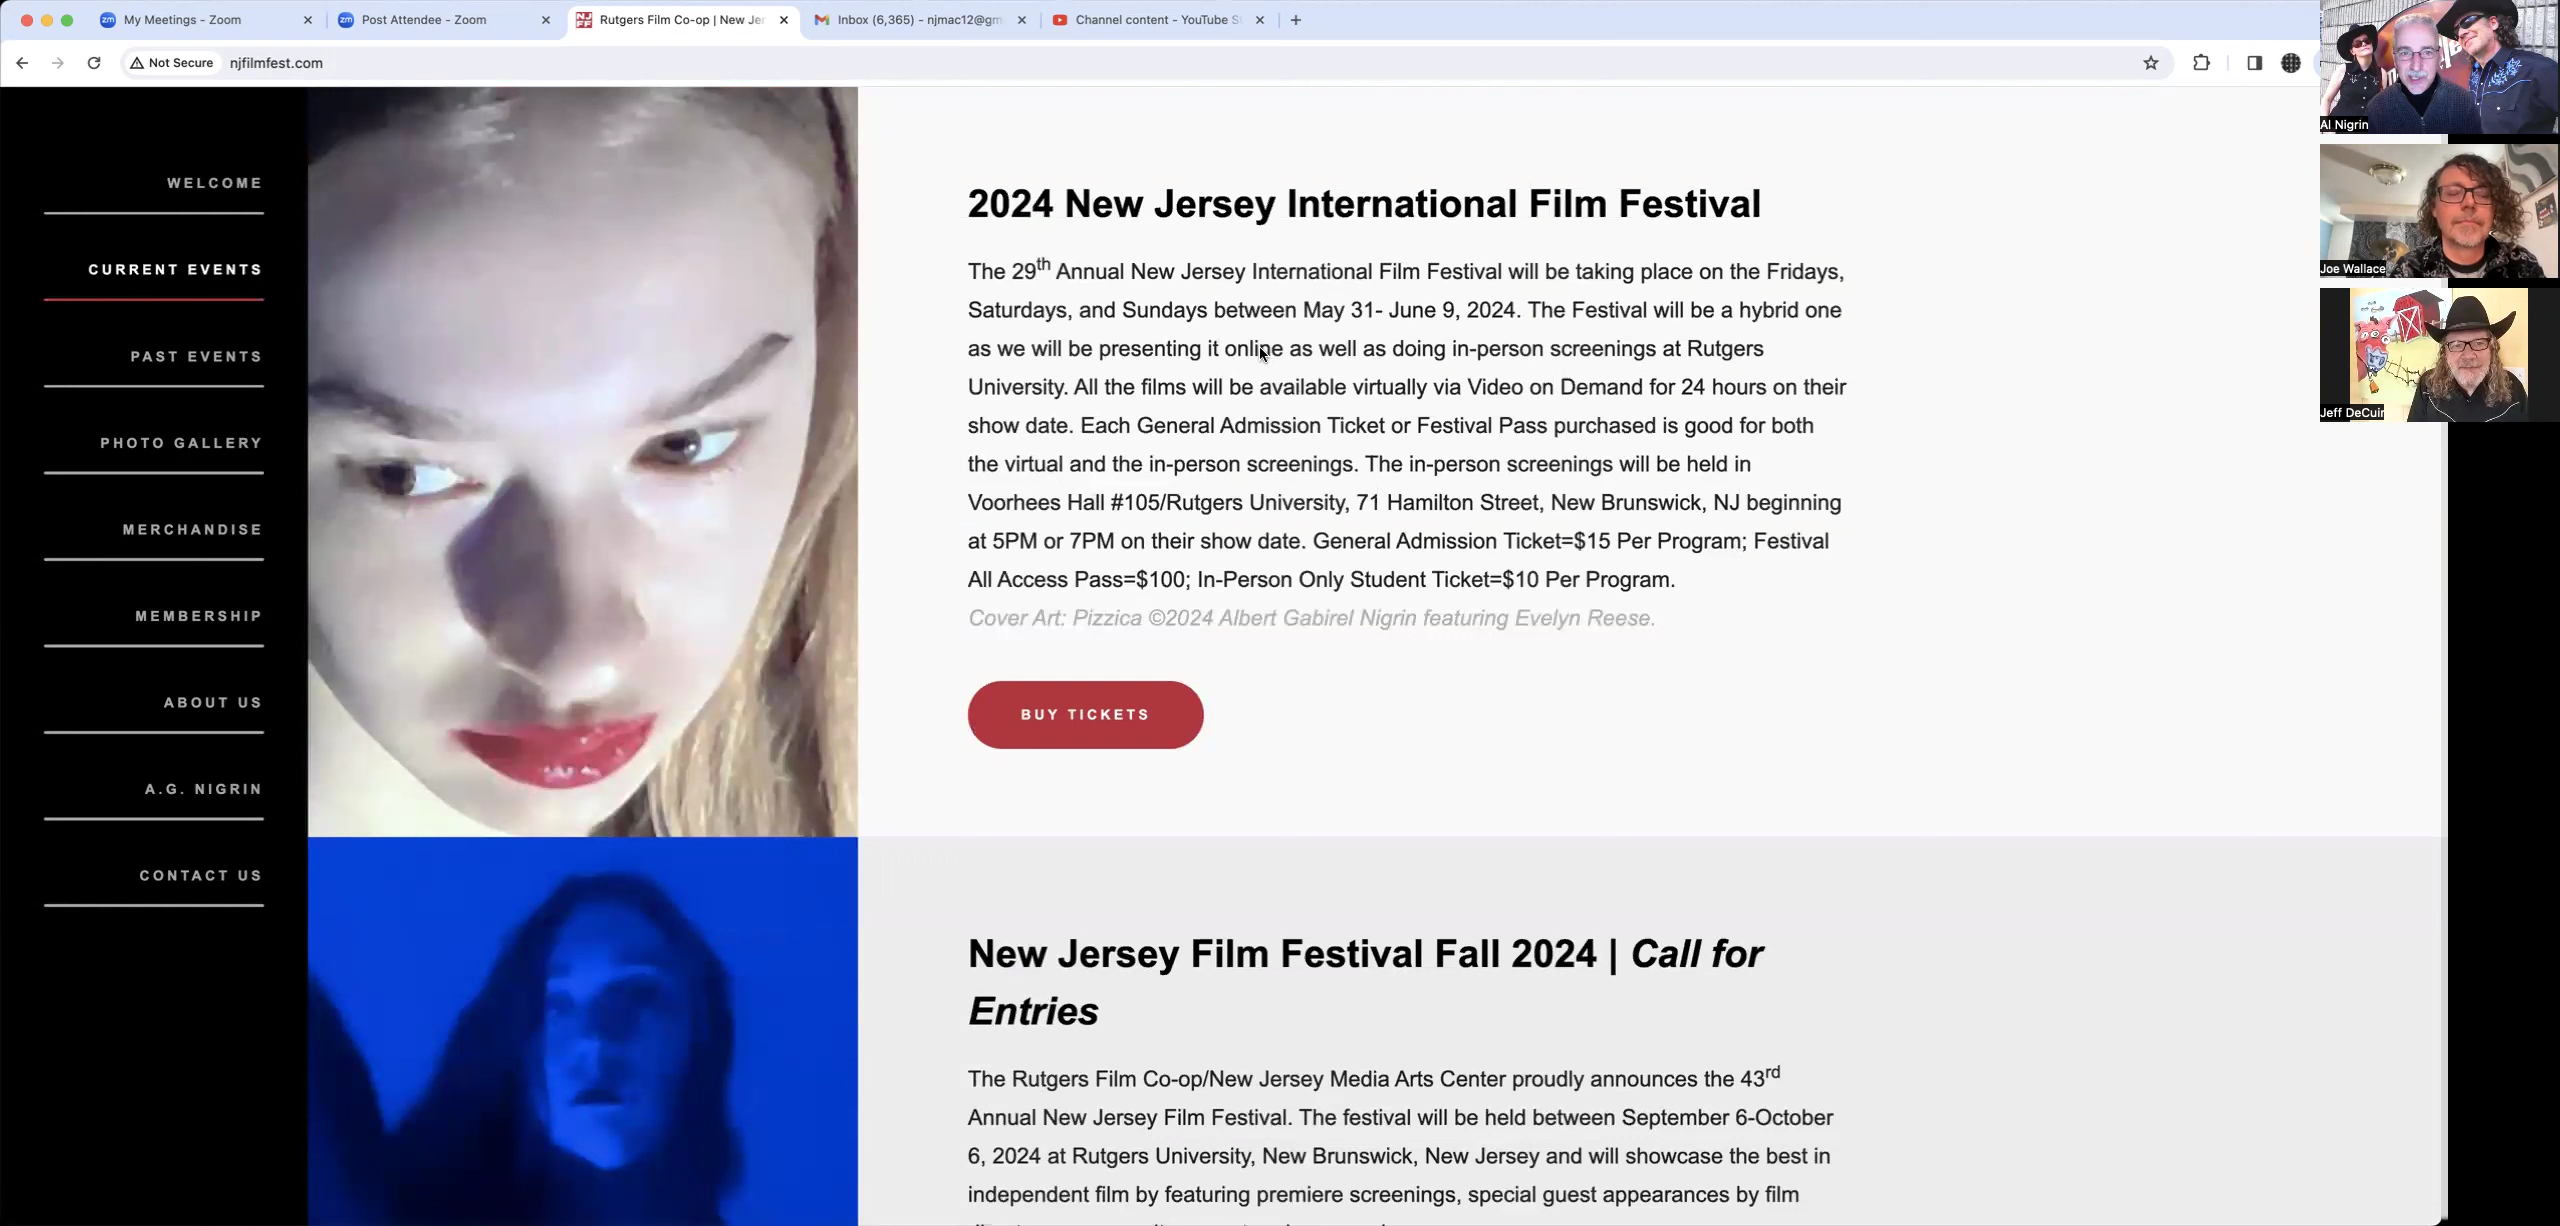 My Meetings - Zoom
Post Attendee - Zoom
Rutgers Film Co-op | New Jer
Inbox (6,365) - njmac12@gm
Channel content - YouTube S
Not Secure
njfilmfest.com
WELCOME
CURRENT EVENTS
PAST EVENTS
PHOTO GALLERY
MERCHANDISE
MEMBERSHIP
ABOUT US
A.G. NIGRIN
CONTACT US
2024 New Jersey International Film Festival
The 29th Annual New Jersey International Film Festival will be taking place on the Fridays,
Saturdays, and Sundays between May 31- June 9, 2024. The Festival will be a hybrid one
as we will be presenting it online as well as doing in-person screenings at Rutgers
University. All the films will be available virtually via Video on Demand for 24 hours on their
show date. Each General Admission Ticket or Festival Pass purchased is good for both
the virtual and the in-person screenings. The in-person screenings will be held in
Voorhees Hall #105/Rutgers University, 71 Hamilton Street, New Brunswick, NJ beginning
at 5PM or 7PM on their show date. General Admission Ticket=$15 Per Program; Festival
All Access Pass=$100; In-Person Only Student Ticket=$10 Per Program.
Cover Art: Pizzica ©2024 Albert Gabirel Nigrin featuring Evelyn Reese.
BUY TICKETS
New Jersey Film Festival Fall 2024 | Call for
Entries
The Rutgers Film Co-op/New Jersey Media Arts Center proudly announces the 43rd
Annual New Jersey Film Festival. The festival will be held between September 6-October
6, 2024 at Rutgers University, New Brunswick, New Jersey and will showcase the best in
independent film by featuring premiere screenings, special guest appearances by film
Al Nigrin
Joe Wallace
Jeff DeCuir